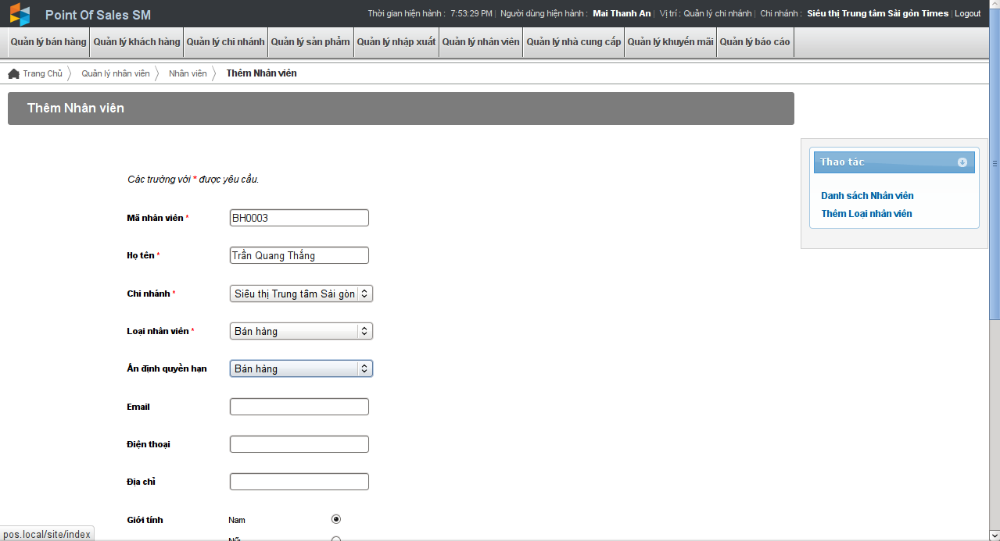 Point Of Sales SM
Thời gian hiện hành : 7:53:29 PM | Người dùng hiện hành : Mai Thanh An | Vị trí : Quản lý chi nhánh | Chi nhánh : Siêu thị Trung tâm Sài gòn Times | Logout
Quản lý bán hàng Quản lý khách hàng Quản lý chi nhánh Quản lý sản phẩm Quản lý nhập xuất Quản lý nhân viên Quản lý nhà cung cấp Quản lý khuyến mãi Quản lý báo cáo
Trang Chủ Quản lý nhân viên Nhân viên Thêm Nhân viên
Thêm Nhân viên
Thao tác
Danh sách Nhân viên
Thêm Loại nhân viên
Các trường với * được yêu cầu.
Mã nhân viên * BH0003
Họ tên * Trần Quang Thắng
Chi nhánh * Siêu thị Trung tâm Sài gòn
Loại nhân viên * Bán hàng
Ấn định quyền hạn Bán hàng
Email
Điện thoại
Địa chỉ
Giới tính Nam
Nữ
pos.local/site/index